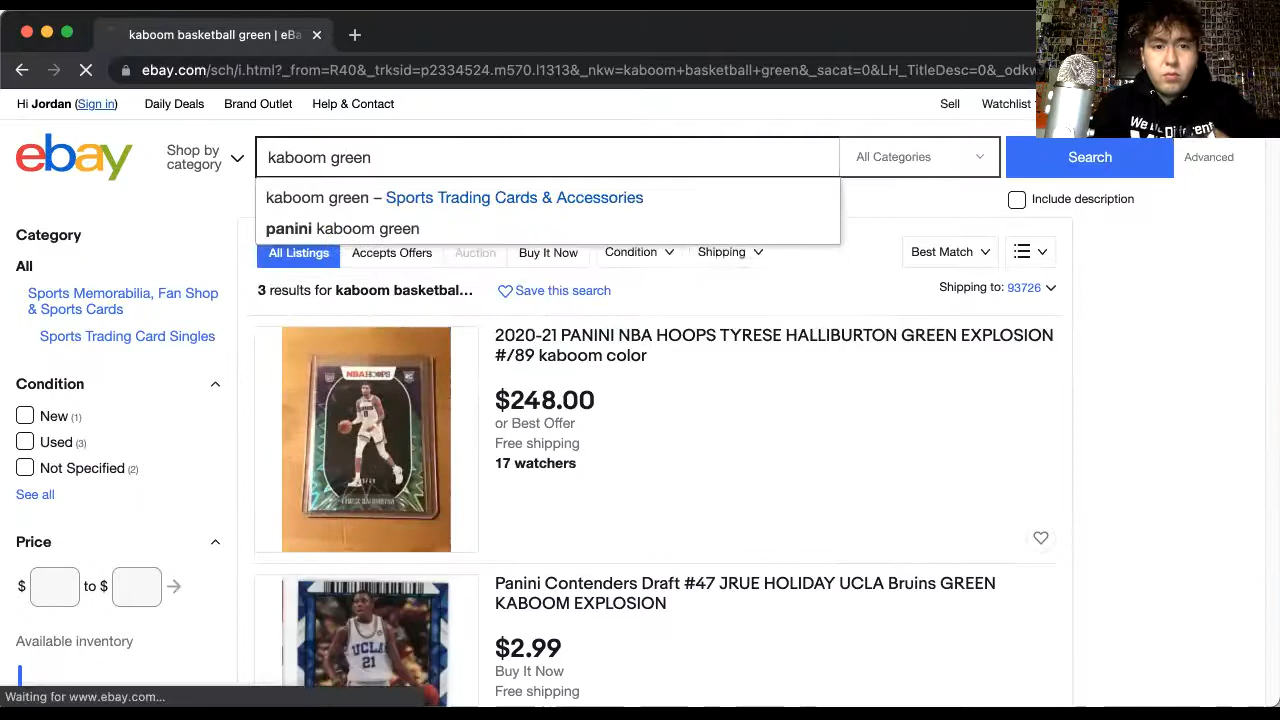 kaboom basketball green | eBa
ebay.com/sch/i.html?_from=R40&_trksid=p2334524.m570.l1313&_nkw=kaboom+basketball+green&_sacat=0&LH_TitleDesc=0&_odkw
Hi Jordan (Sign in)
Daily Deals
Brand Outlet
Help & Contact
Sell
Watchlist
ebay
Shop by
category
kaboom green
All Categories
Search
Advanced
kaboom green – Sports Trading Cards & Accessories
panini kaboom green
Include description
Category
All
Sports Memorabilia, Fan Shop
& Sports Cards
Sports Trading Card Singles
Condition
New (1)
Used (3)
Not Specified (2)
See all
Price
$ to $
Available inventory
All Listings
Accepts Offers
Auction
Buy It Now
Condition
Shipping
Best Match
3 results for kaboom basketbal...
Save this search
Shipping to: 93726
2020-21 PANINI NBA HOOPS TYRESE HALLIBURTON GREEN EXPLOSION
#/89 kaboom color
$248.00
or Best Offer
Free shipping
17 watchers
NBA HOOPS
Panini Contenders Draft #47 JRUE HOLIDAY UCLA Bruins GREEN
KABOOM EXPLOSION
$2.99
Buy It Now
Free shipping
UCLA
21
Waiting for www.ebay.com...